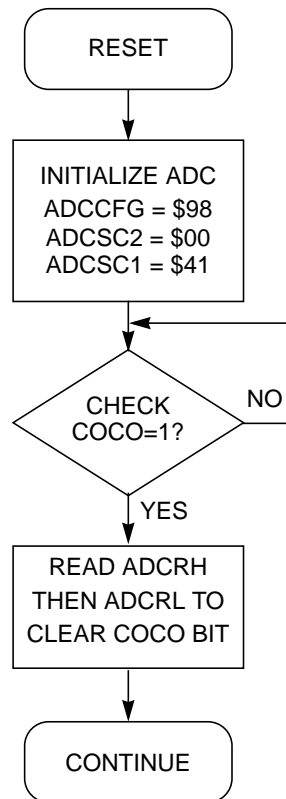 RESET
INITIALIZE ADC
ADCCFG = $98
ADCSC2 = $00
ADCSC1 = $41
CHECK
COCO=1?
NO
YES
READ ADCRH
THEN ADCRL TO
CLEAR COCO BIT
CONTINUE